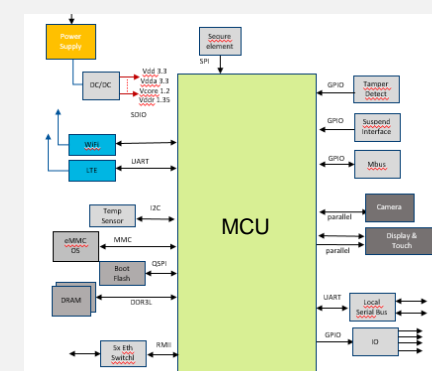 Power
Supply
Secure
element
SPI
DC/DC
Vdd 3.3
Vdda 3.3
Vcore 1.2
Vddr 1.35
SDIO
WiFi
LTE
UART
Temp
Sensor
I2C
eMMC
OS
MMC
Boot
Flash
QSPI
DRAM
DDR3L
5x Eth
Switchl
RMII
MCU
GPIO
Tamper
Detect
GPIO
Suspend
interface
GPIO
Mbus
Camera
parallel
Display &
Touch
parallel
UART
Local
Serial Bus
GPIO
IO